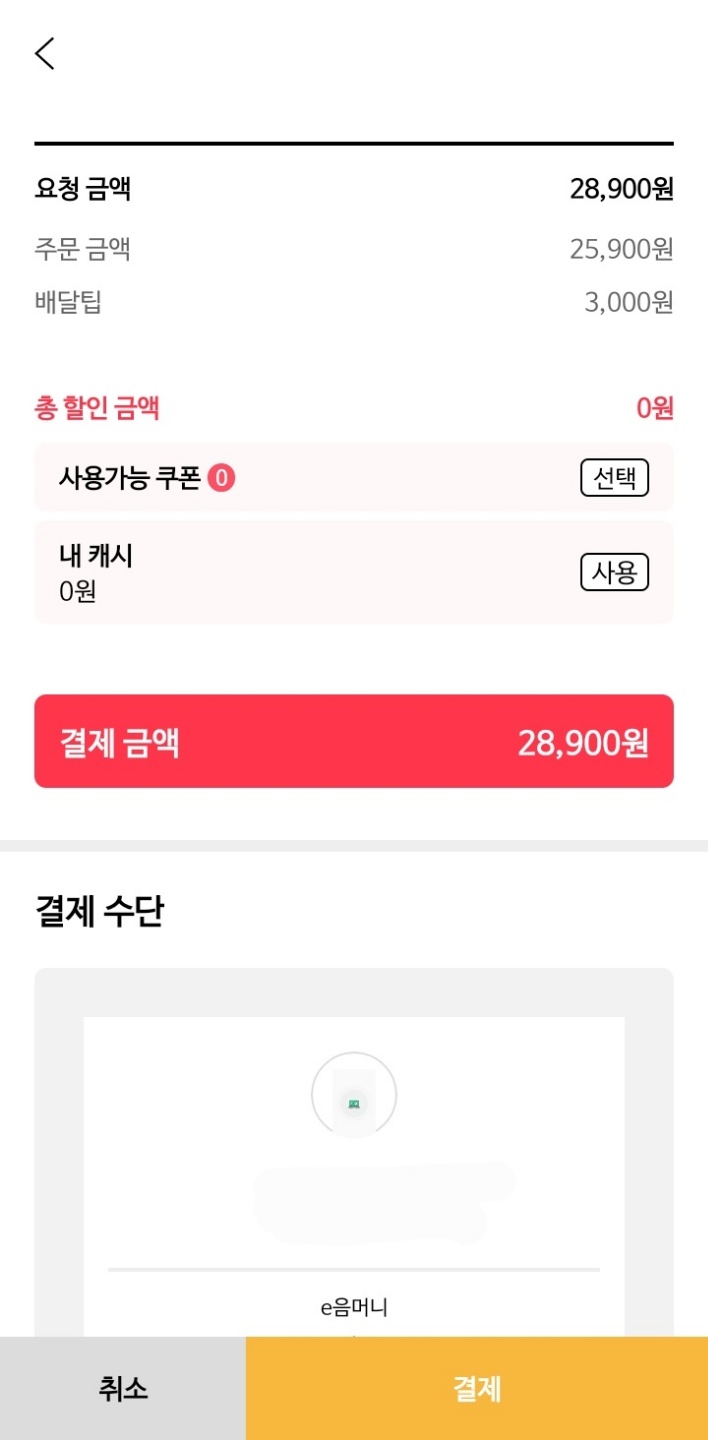 요청 금액 28,900원
주문 금액 25,900원
배달팁 3,000원
총 할인 금액 0원
사용가능 쿠폰 0 선택
내 캐시
0원 사용
결제 금액 28,900원
결제 수단
e음머니
취소 결제